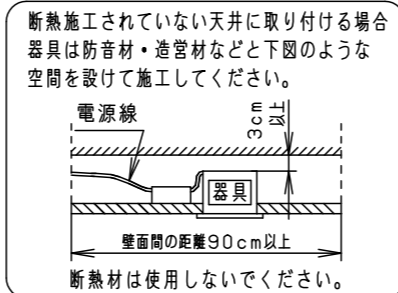 断熱施工されていない天井に取り付ける場合
器具は防音材・造営材などと下図のような
空間を設けて施工してください。
電源線
3cm
以上
器具
壁面間の距離90cm以上
断熱材は使用しないでください。